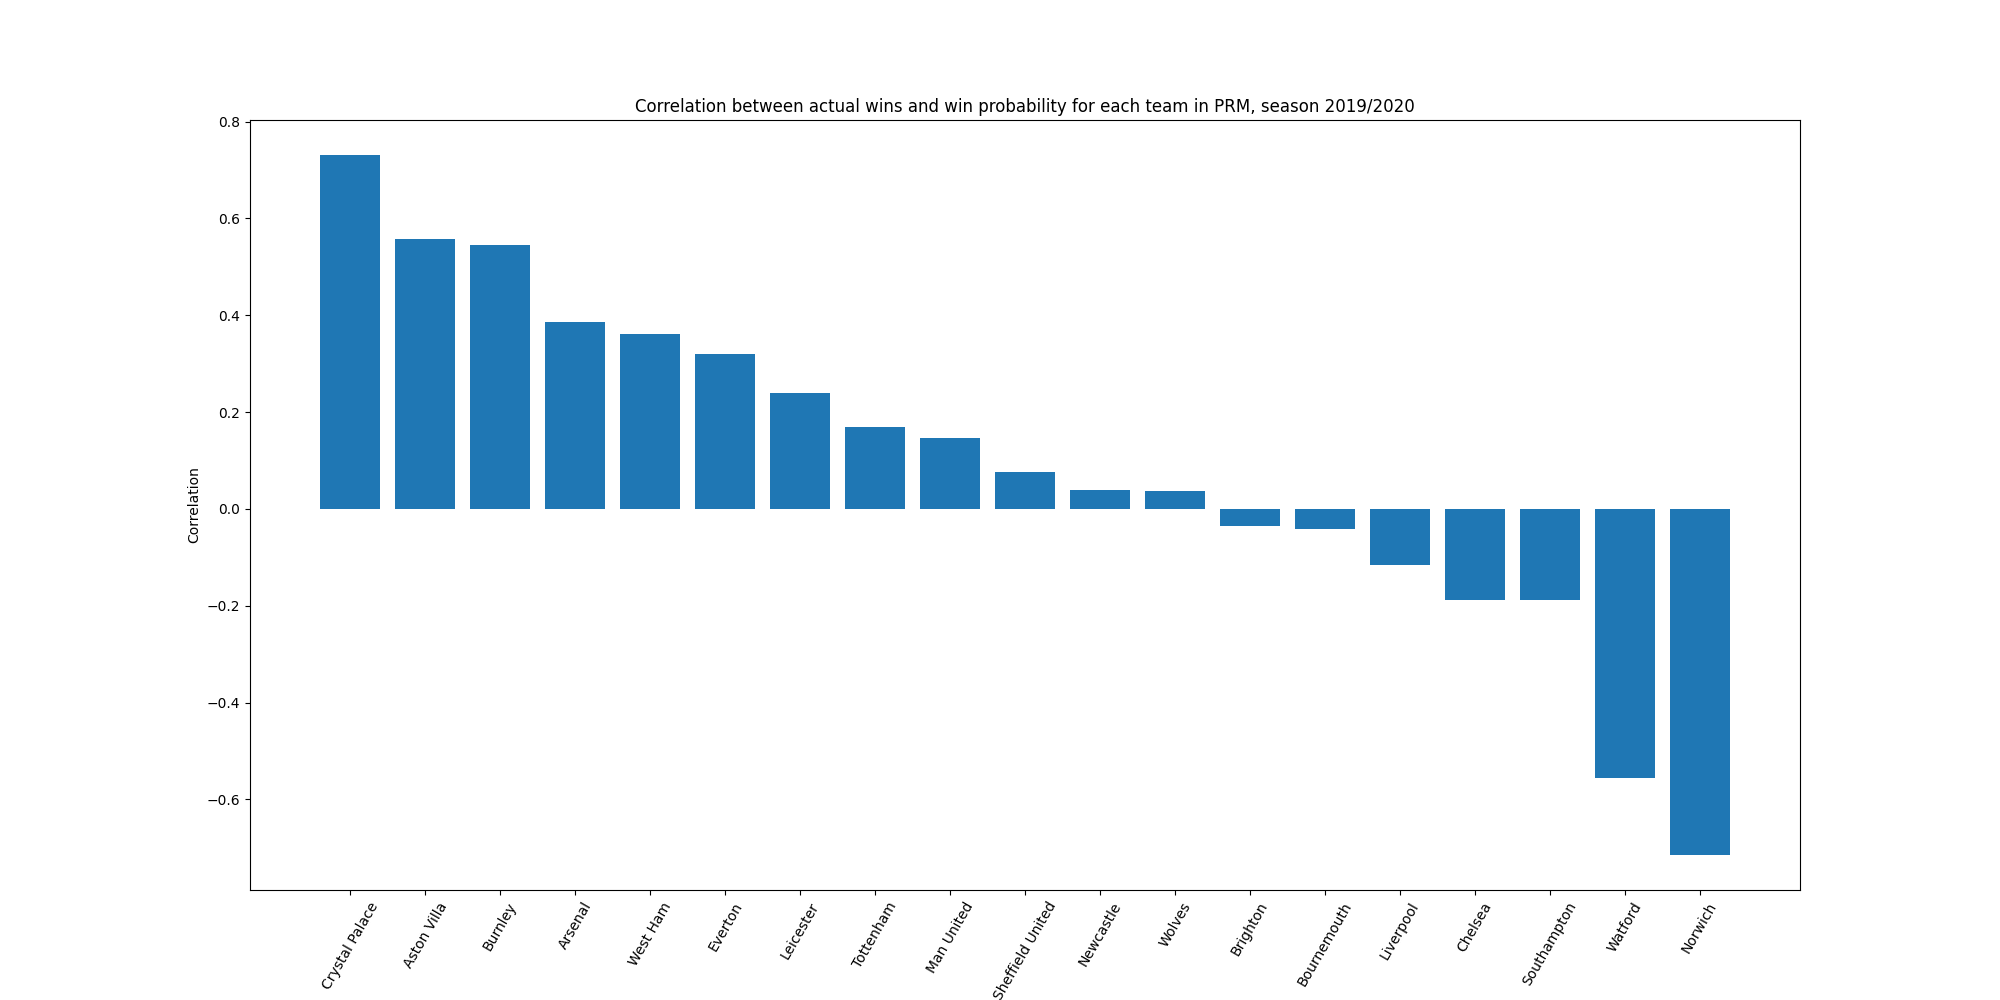 Correlation between actual wins and win probability for each team in PRM, season 2019/2020
0.8
0.6
0.4
0.2
0.0
−0.2
−0.4
−0.6
Correlation
Crystal Palace
Aston Villa
Burnley
Arsenal
West Ham
Everton
Leicester
Tottenham
Man United
Sheffield United
Newcastle
Wolves
Brighton
Bournemouth
Liverpool
Chelsea
Southampton
Watford
Norwich